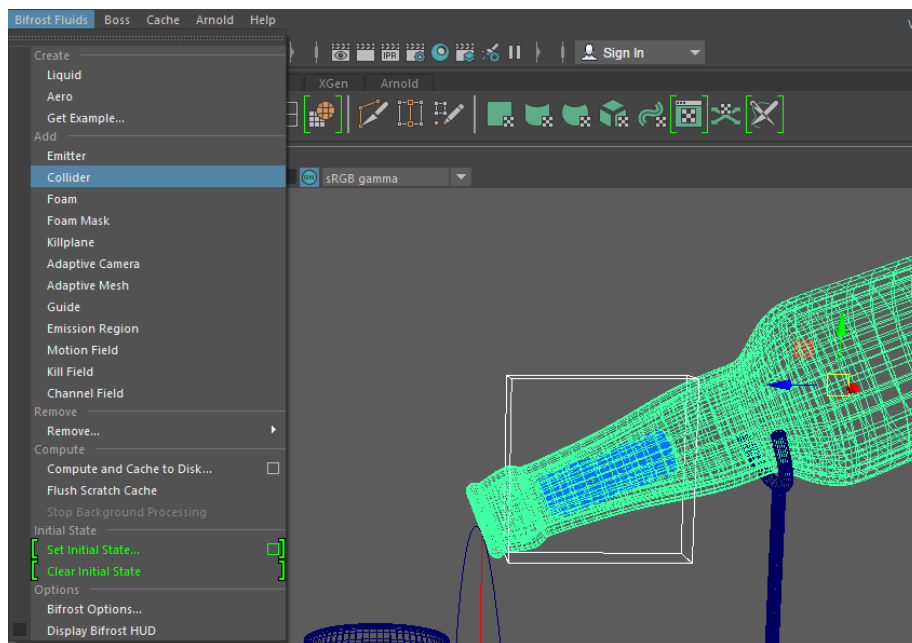 Bifrost Fluids Boss Cache Arnold Help
IPR
Sign In
XGen Arnold
ON sRGB gamma
Create
Liquid
Aero
Get Example...
Add
Emitter
Collider
Foam
Foam Mask
Killplane
Adaptive Camera
Adaptive Mesh
Guide
Emission Region
Motion Field
Kill Field
Channel Field
Remove
Remove...
Compute
Compute and Cache to Disk...
Flush Scratch Cache
Stop Background Processing
Initial State
Set Initial State...
Clear Initial State
Options
Bifrost Options...
Display Bifrost HUD